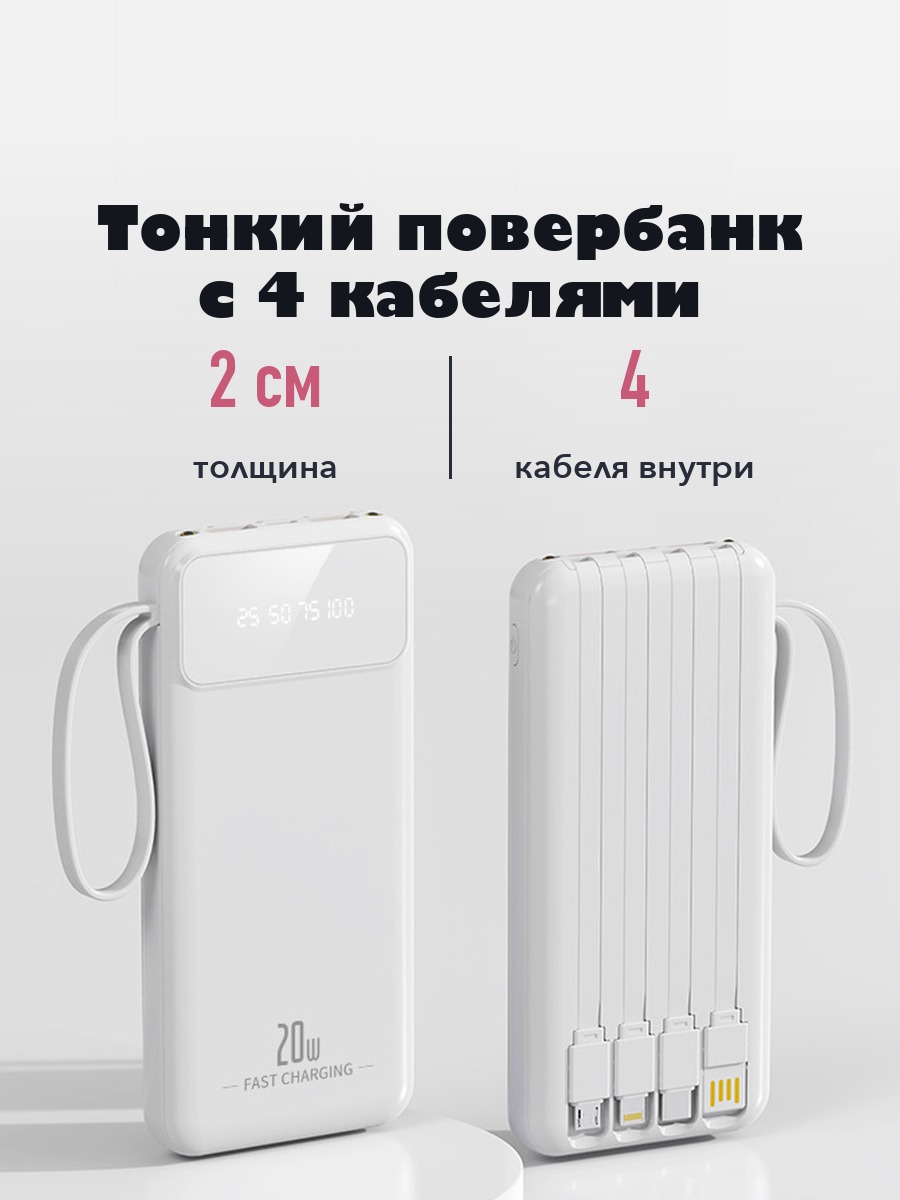 Тонкий повербанк
с 4 кабелями
2 см
4
толщина
кабеля внутри
25 50 75 100
20W
FAST CHARGING